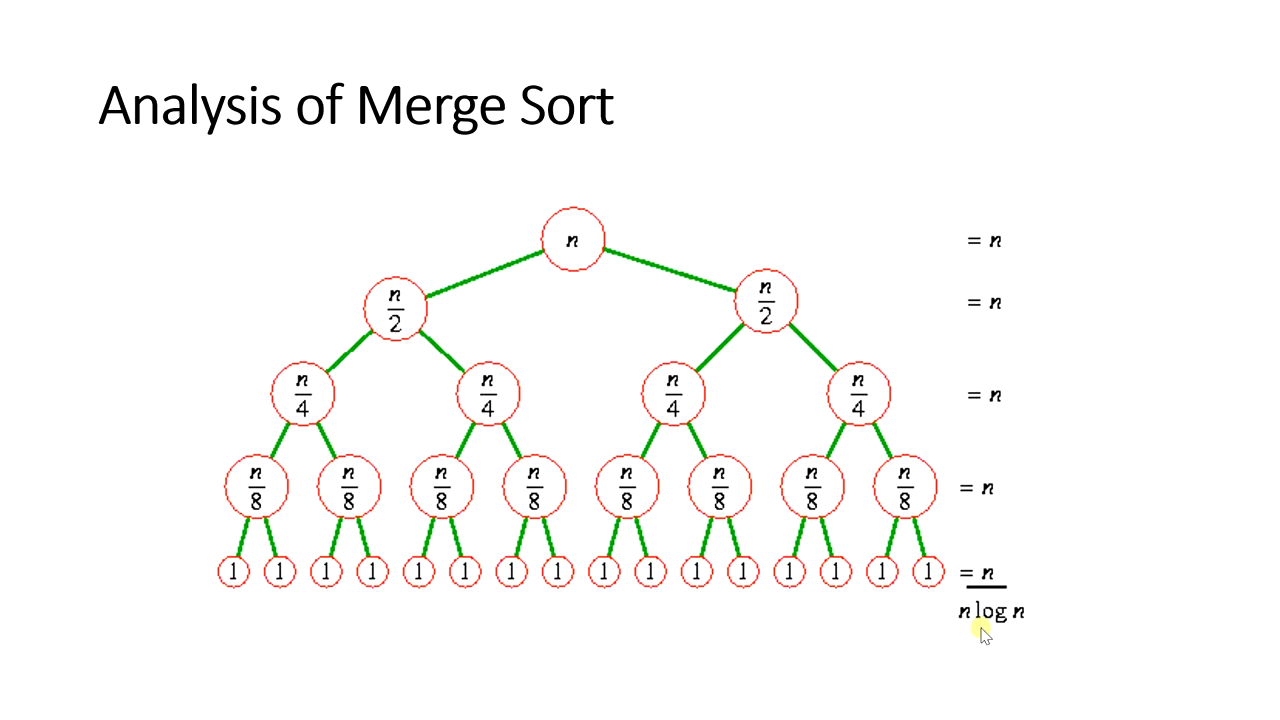 Analysis of Merge Sort
n = n
n/2 n/2 = n
n/4 n/4 n/4 n/4 = n
n/8 n/8 n/8 n/8 n/8 n/8 n/8 n/8 = n
1 1 1 1 1 1 1 1 1 1 1 1 1 1 1 1 = n
n log n